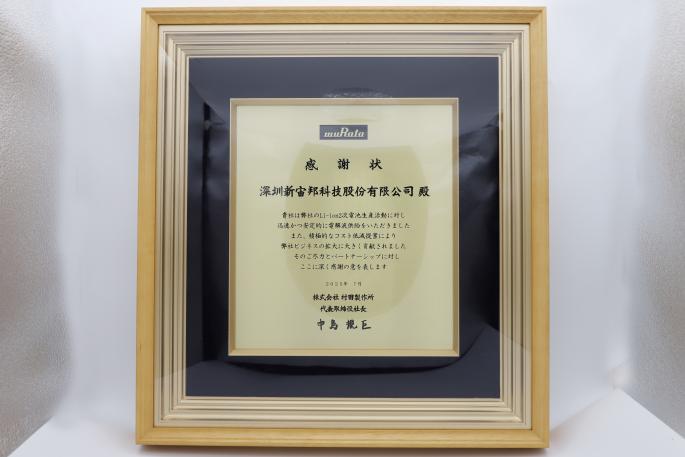 muRata
感謝状
深圳新宙邦科技股份有限公司 殿
貴社は弊社のLi-ion2次電池生産活動に対し
迅速かつ安定的に電解液供給をいただきました
また、積極的なコスト低減提案により
弊社ビジネスの拡大に大きく貢献されました
そのご尽力とパートナーシップに対し
ここに深く感謝の意を表します
2025年 7月
株式会社 村田製作所
代表取締役社長
中島 規巨